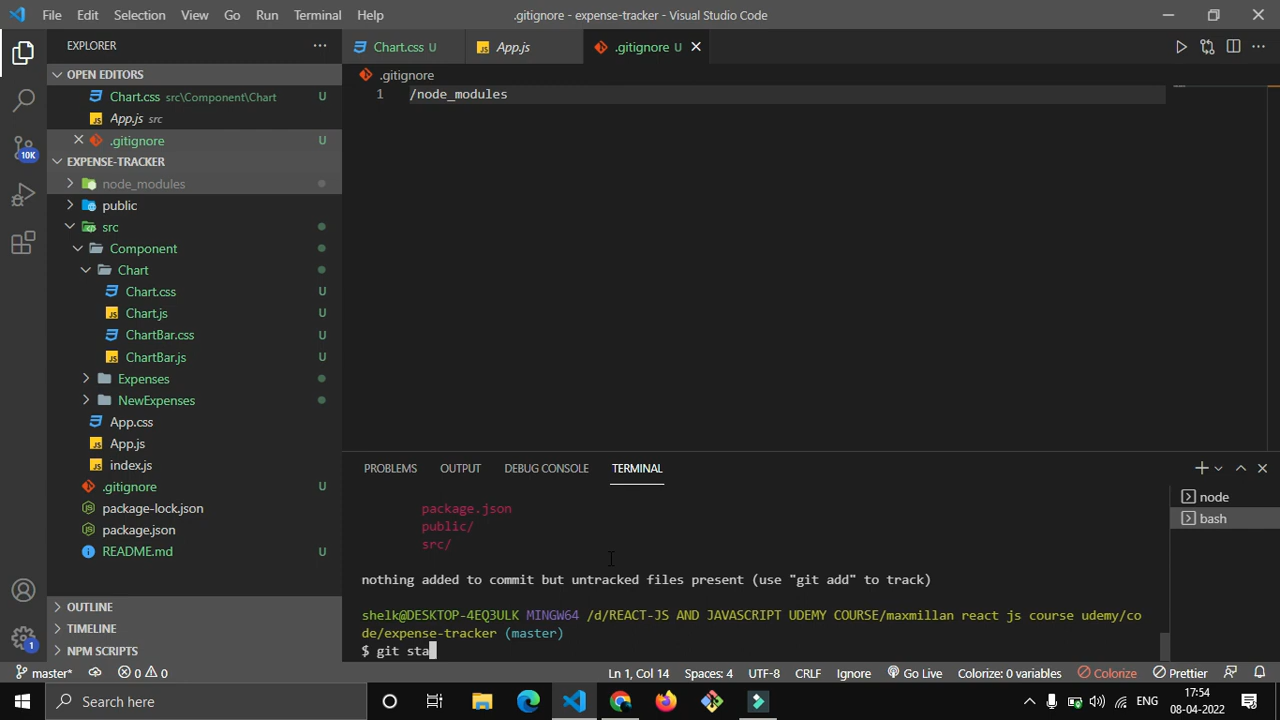 File Edit Selection View Go Run Terminal Help
.gitignore - expense-tracker - Visual Studio Code
EXPLORER
OPEN EDITORS
Chart.css src\Component\Chart U
App.js src
.gitignore U
EXPENSE-TRACKER
node_modules
public
src
Component
Chart
Chart.css U
Chart.js U
ChartBar.css U
ChartBar.js U
Expenses
NewExpenses
App.css
App.js
index.js
.gitignore U
package-lock.json
package.json
README.md U
OUTLINE
TIMELINE
NPM SCRIPTS
10K
1
Chart.css U
App.js
.gitignore U
.gitignore
1 /node_modules
PROBLEMS OUTPUT DEBUG CONSOLE TERMINAL
node
bash
package.json
public/
src/
nothing added to commit but untracked files present (use "git add" to track)
shelk@DESKTOP-4EQ3ULK MINGW64 /d/REACT-JS AND JAVASCRIPT UDEMY COURSE/maxmillan react js course udemy/co
de/expense-tracker (master)
$ git sta
master* 0 0 Ln 1, Col 14 Spaces: 4 UTF-8 CRLF Ignore Go Live Colorize: 0 variables Colorize Prettier
Search here
ENG
17:54
08-04-2022